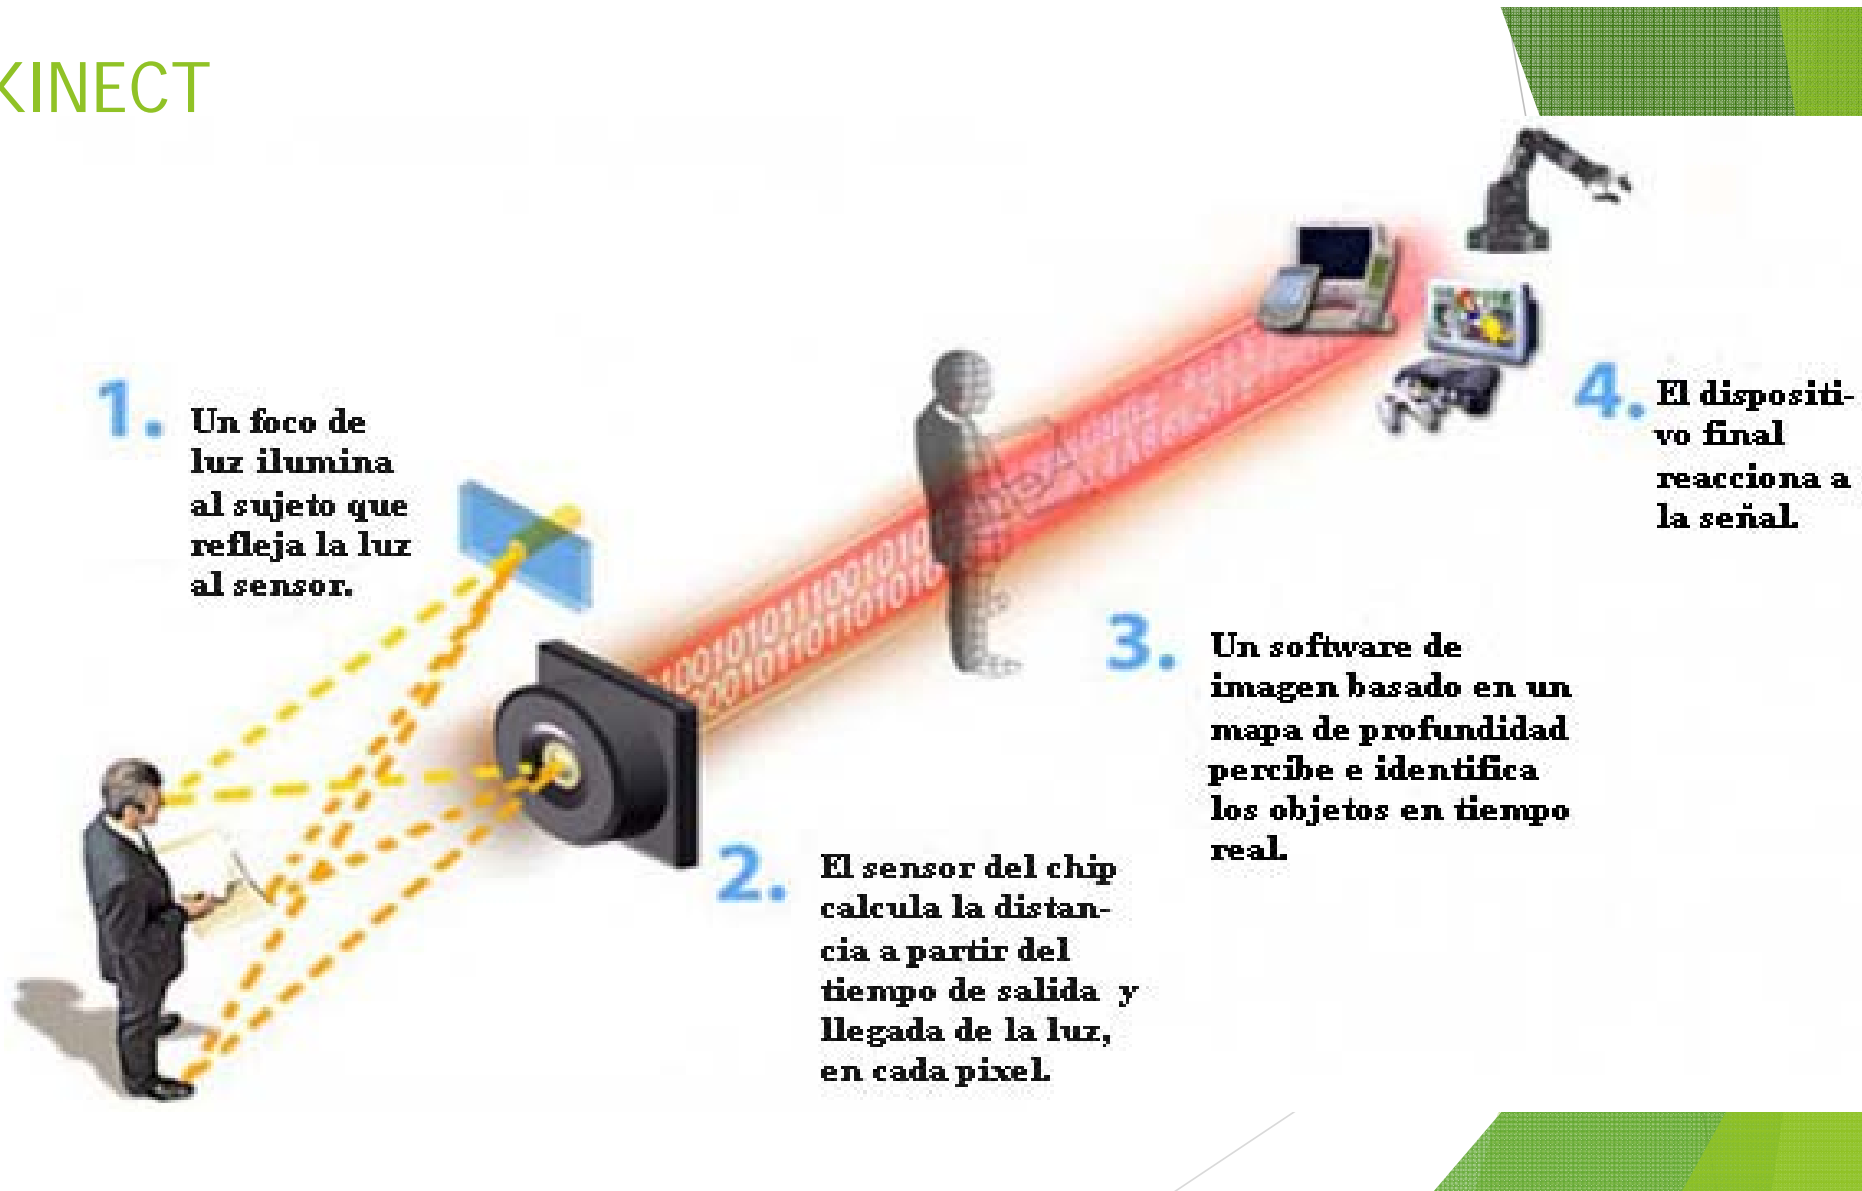 KINECT
1.
Un foco de
luz ilumina
al sujeto que
refleja la luz
al sensor.
2.
El sensor del chip
calcula la distan-
cia a partir del
tiempo de salida y
llegada de la luz,
en cada pixel.
3.
Un software de
imagen basado en un
mapa de profundidad
percibe e identifica
los objetos en tiempo
real.
4.
El dispositi-
vo final
reacciona a
la señal.